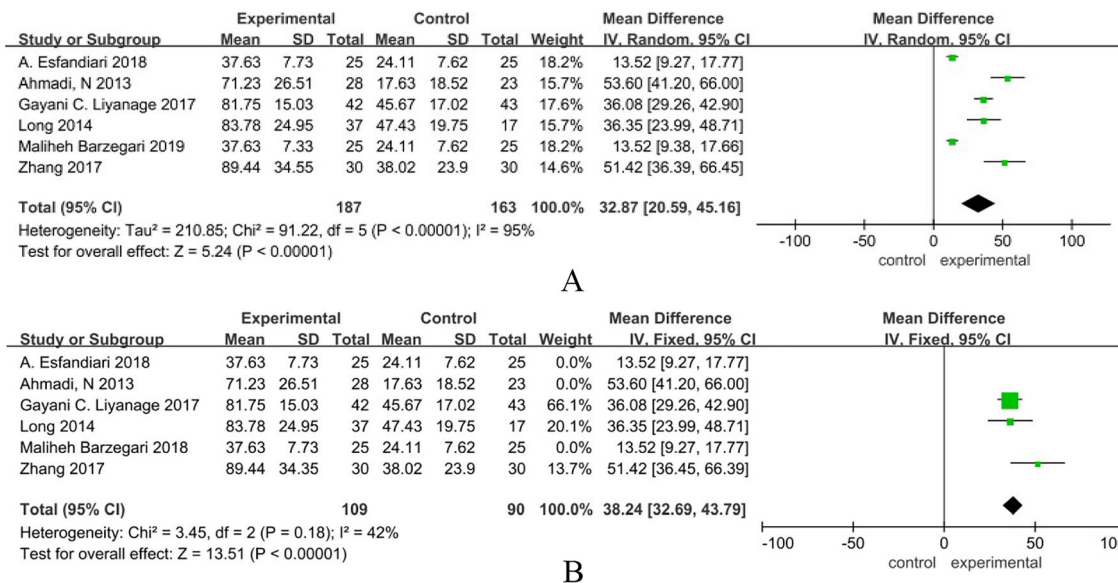 Experimental Control Mean Difference Mean Difference
Study or Subgroup Mean SD Total Mean SD Total Weight IV, Random, 95% CI IV, Random, 95% CI
A. Esfandiari 2018 37.63 7.73 25 24.11 7.62 25 18.2% 13.52 [9.27, 17.77]
Ahmadi, N 2013 71.23 26.51 28 17.63 18.52 23 15.7% 53.60 [41.20, 66.00]
Gayani C. Liyanage 2017 81.75 15.03 42 45.67 17.02 43 17.6% 36.08 [29.26, 42.90]
Long 2014 83.78 24.95 37 47.43 19.75 17 15.7% 36.35 [23.99, 48.71]
Maliheh Barzegari 2019 37.63 7.33 25 24.11 7.62 25 18.2% 13.52 [9.38, 17.66]
Zhang 2017 89.44 34.55 30 38.02 23.9 30 14.6% 51.42 [36.39, 66.45]
Total (95% CI) 187 163 100.0% 32.87 [20.59, 45.16]
Heterogeneity: Tau² = 210.85; Chi² = 91.22, df = 5 (P < 0.00001); I² = 95%
Test for overall effect: Z = 5.24 (P < 0.00001)
-100 -50 0 50 100
control experimental
A
Experimental Control Mean Difference Mean Difference
Study or Subgroup Mean SD Total Mean SD Total Weight IV, Fixed, 95% CI IV, Fixed, 95% CI
A. Esfandiari 2018 37.63 7.73 25 24.11 7.62 25 0.0% 13.52 [9.27, 17.77]
Ahmadi, N 2013 71.23 26.51 28 17.63 18.52 23 0.0% 53.60 [41.20, 66.00]
Gayani C. Liyanage 2017 81.75 15.03 42 45.67 17.02 43 66.1% 36.08 [29.26, 42.90]
Long 2014 83.78 24.95 37 47.43 19.75 17 20.1% 36.35 [23.99, 48.71]
Maliheh Barzegari 2018 37.63 7.73 25 24.11 7.62 25 0.0% 13.52 [9.27, 17.77]
Zhang 2017 89.44 34.35 30 38.02 23.9 30 13.7% 51.42 [36.45, 66.39]
Total (95% CI) 109 90 100.0% 38.24 [32.69, 43.79]
Heterogeneity: Chi² = 3.45, df = 2 (P = 0.18); I² = 42%
Test for overall effect: Z = 13.51 (P < 0.00001)
-100 -50 0 50 100
control experimental
B